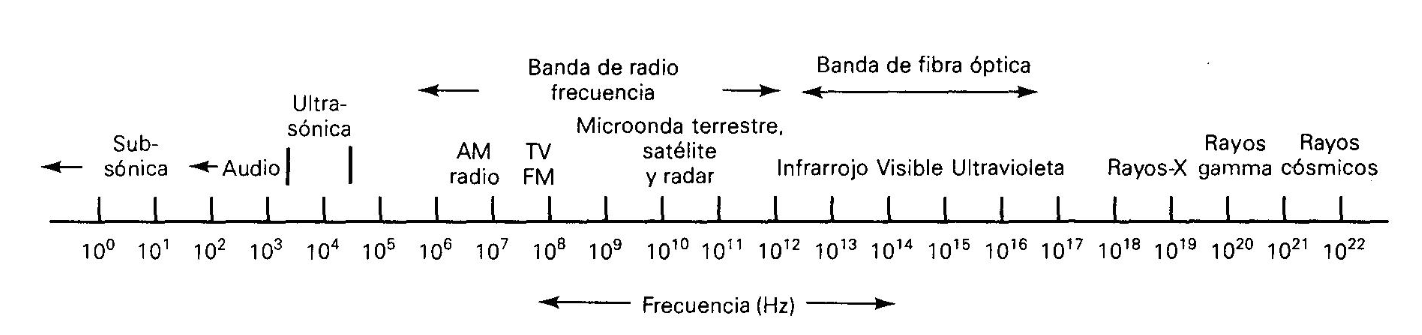 Banda de radio
frecuencia
Banda de fibra óptica
Ultra-
sónica
Sub-
sónica
Audio
AM
radio
TV
FM
Microonda terrestre,
satélite
y radar
Infrarrojo Visible Ultravioleta
Rayos-X
Rayos
gamma
Rayos
cósmicos
10⁰ 10¹ 10² 10³ 10⁴ 10⁵ 10⁶ 10⁷ 10⁸ 10⁹ 10¹⁰ 10¹¹ 10¹² 10¹³ 10¹⁴ 10¹⁵ 10¹⁶ 10¹⁷ 10¹⁸ 10¹⁹ 10²⁰ 10²¹ 10²²
Frecuencia (Hz)